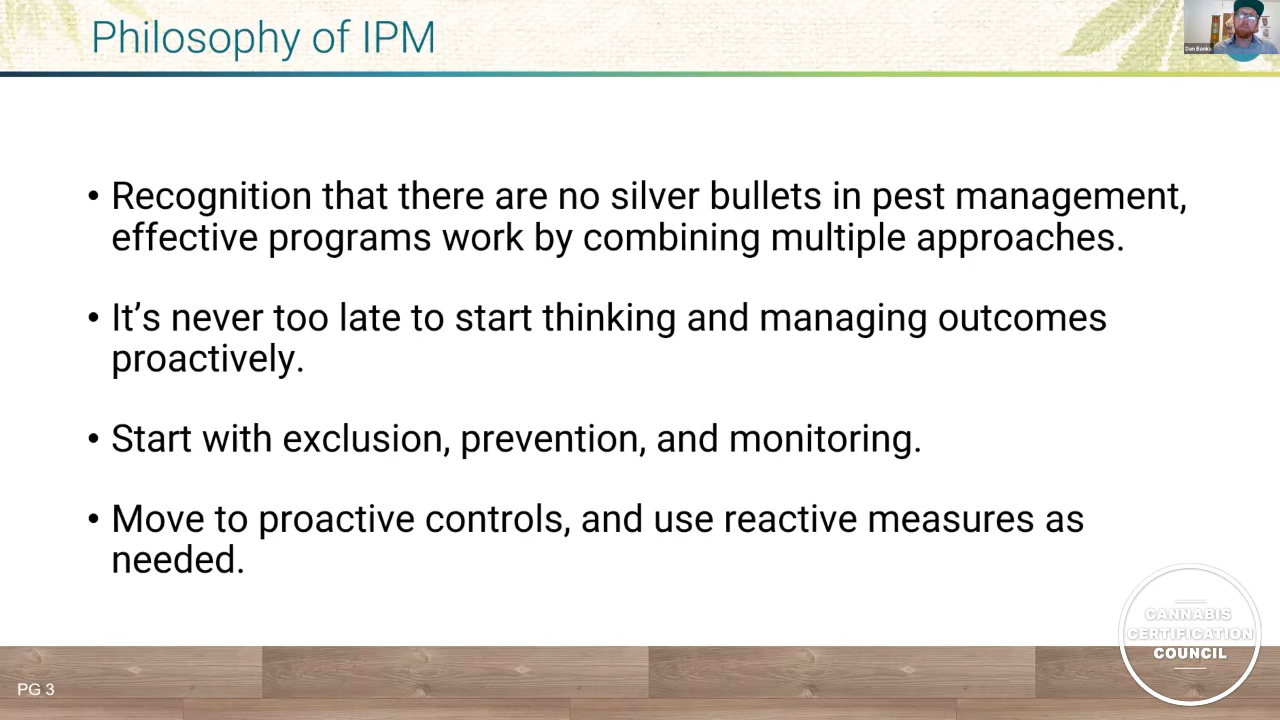 Philosophy of IPM
Dan Banks
• Recognition that there are no silver bullets in pest management,
effective programs work by combining multiple approaches.
• It’s never too late to start thinking and managing outcomes
proactively.
• Start with exclusion, prevention, and monitoring.
• Move to proactive controls, and use reactive measures as
needed.
CANNABIS
CERTIFICATION
COUNCIL
PG 3